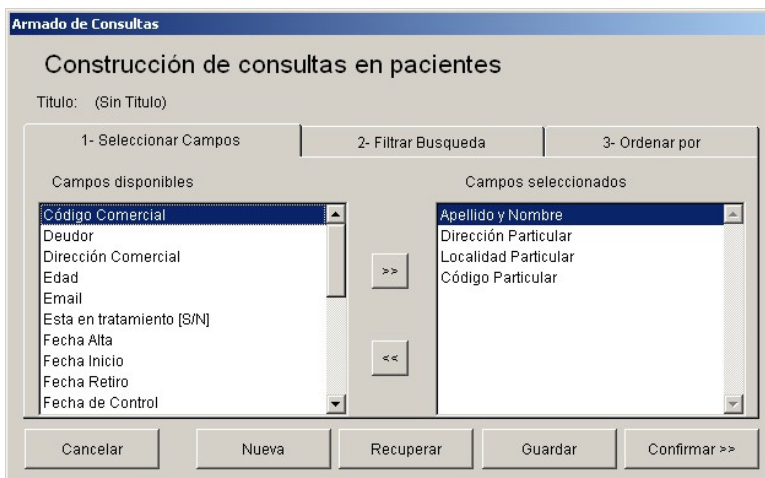 Armado de Consultas
Construcción de consultas en pacientes
Titulo: (Sin Titulo)
1- Seleccionar Campos
2- Filtrar Busqueda
3- Ordenar por
Campos disponibles
Código Comercial
Deudor
Dirección Comercial
Edad
Email
Esta en tratamiento [S/N]
Fecha Alta
Fecha Inicio
Fecha Retiro
Fecha de Control
>>
<<
Campos seleccionados
Apellido y Nombre
Dirección Particular
Localidad Particular
Código Particular
Cancelar
Nueva
Recuperar
Guardar
Confirmar >>